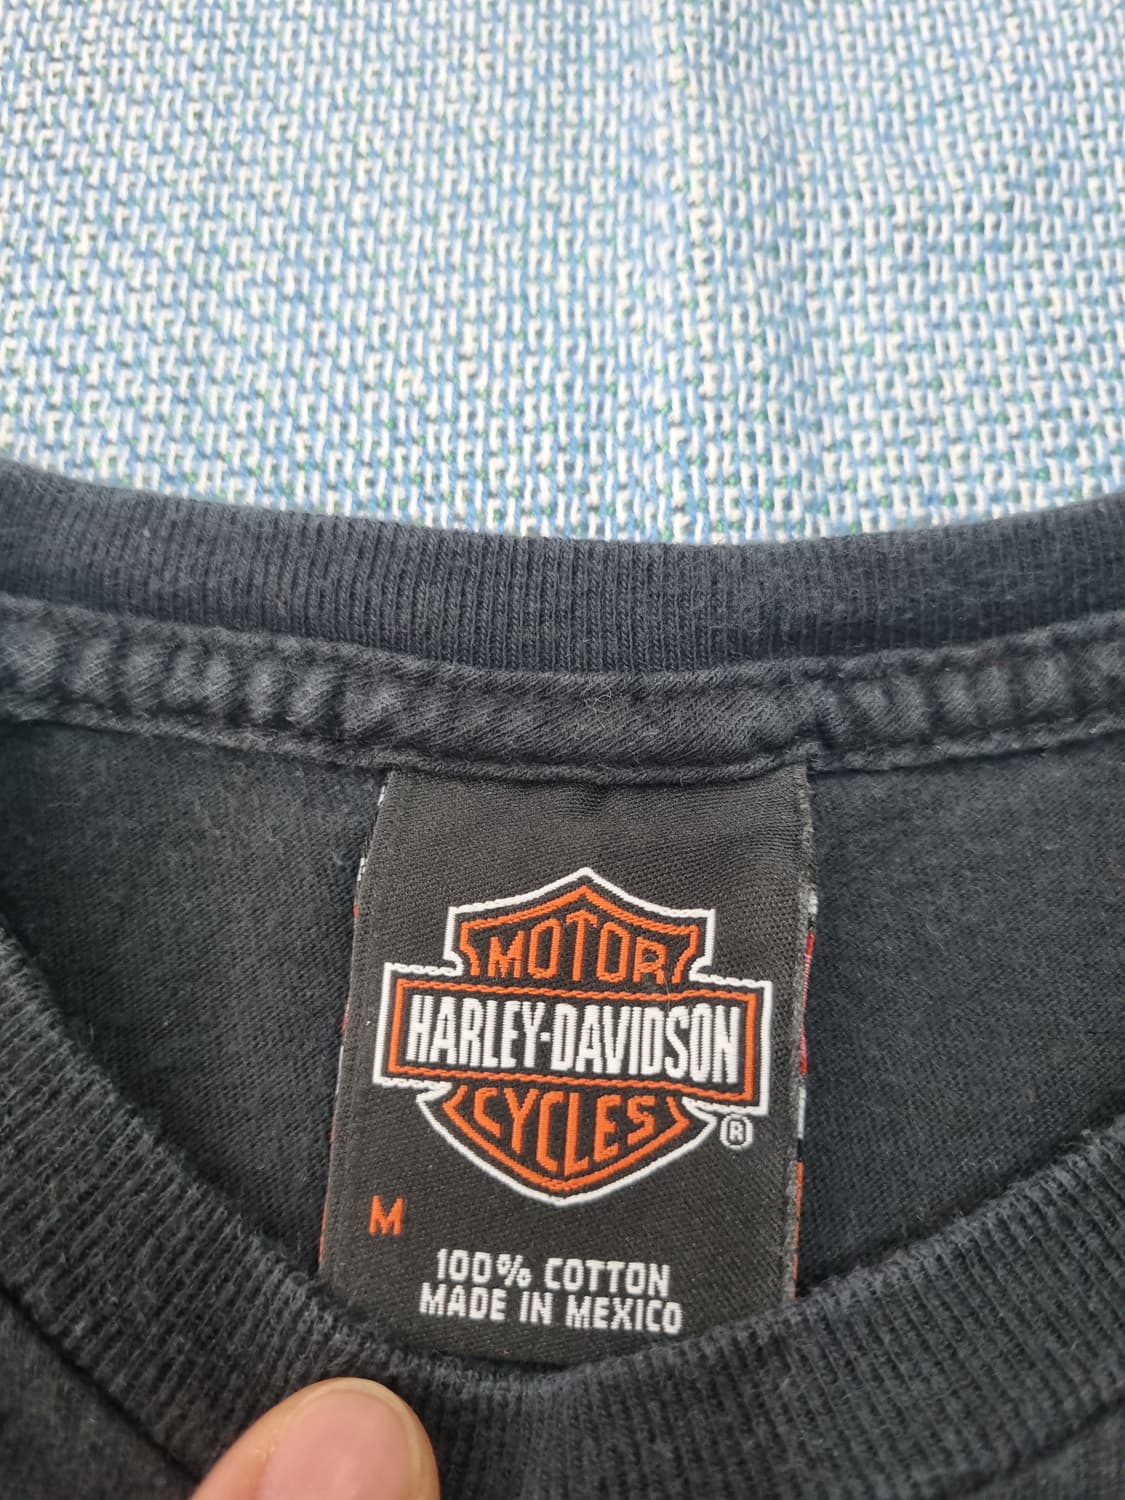 MOTOR
HARLEY-DAVIDSON
CYCLES
®
M
100% COTTON
MADE IN MEXICO